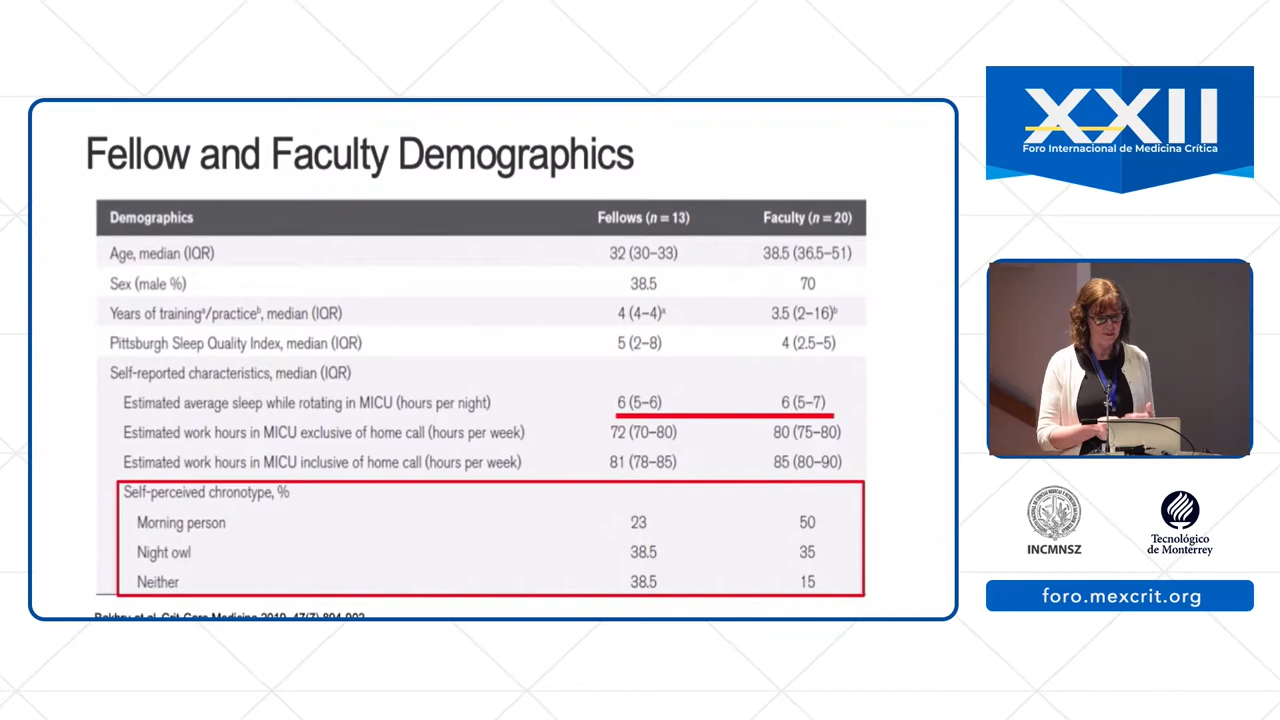 Fellow and Faculty Demographics
Demographics Fellows (n = 13) Faculty (n = 20)
Age, median (IQR) 32 (30–33) 38.5 (36.5–51)
Sex (male %) 38.5 70
Years of trainingᵃ/practiceᵇ, median (IQR) 4 (4–4)ᵃ 3.5 (2–16)ᵇ
Pittsburgh Sleep Quality Index, median (IQR) 5 (2–8) 4 (2.5–5)
Self-reported characteristics, median (IQR)
Estimated average sleep while rotating in MICU (hours per night) 6 (5–6) 6 (5–7)
Estimated work hours in MICU exclusive of home call (hours per week) 72 (70–80) 80 (75–80)
Estimated work hours in MICU inclusive of home call (hours per week) 81 (78–85) 85 (80–90)
Self-perceived chronotype, %
Morning person 23 50
Night owl 38.5 35
Neither 38.5 15
XXII
Foro Internacional de Medicina Crítica
INCMNSZ
Tecnológico
de Monterrey
foro.mexcrit.org